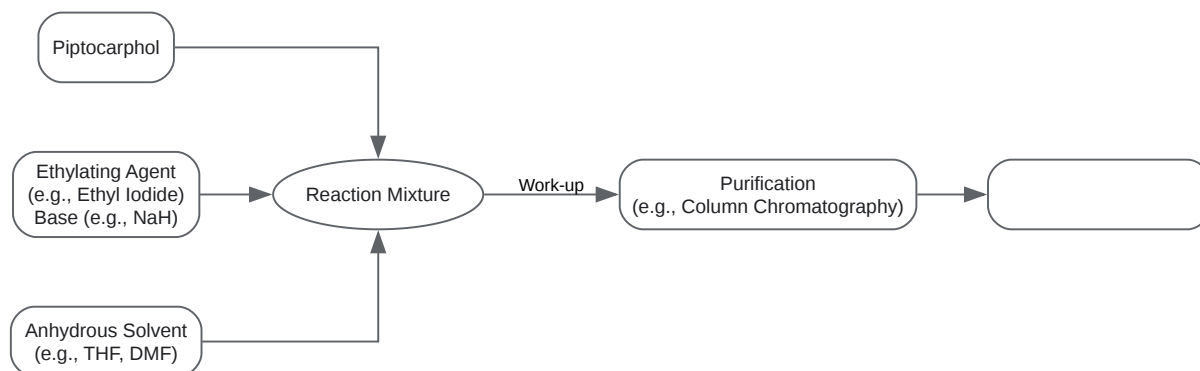 Piptocarphol
Ethylating Agent
(e.g., Ethyl Iodide)
Base (e.g., NaH)
Reaction Mixture
Work-up
Purification
(e.g., Column Chromatography)
Anhydrous Solvent
(e.g., THF, DMF)